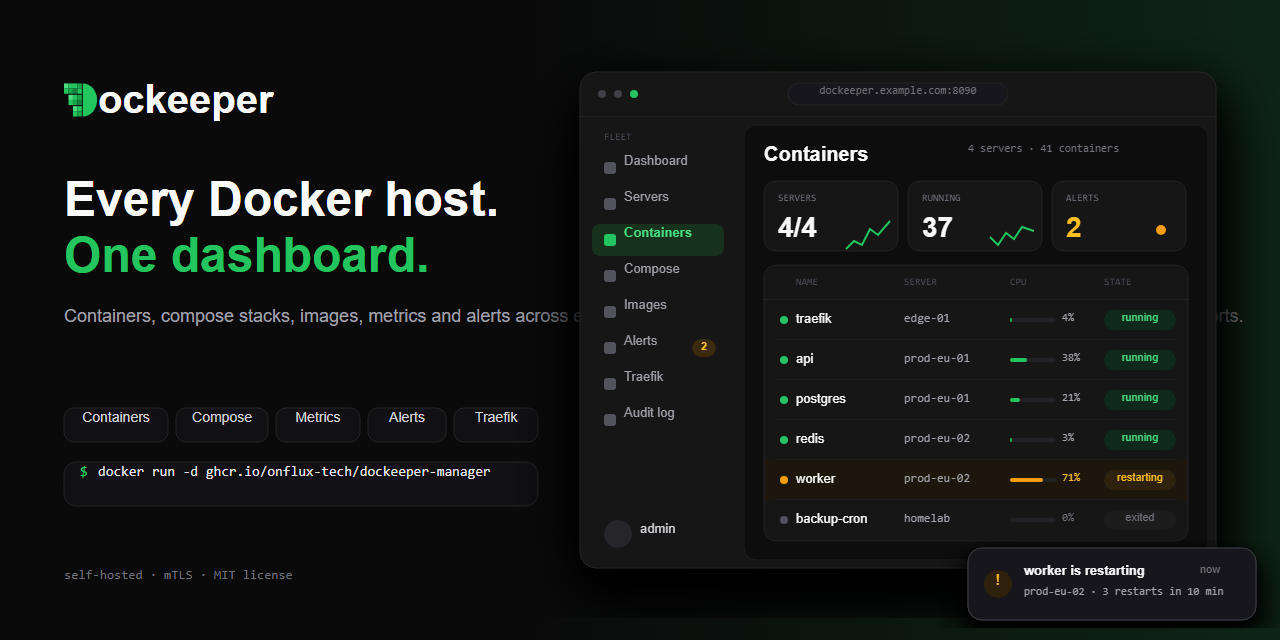 Dockeeper
Every Docker host.
One dashboard.
Containers, compose stacks, images, metrics and alerts across e
rts.
Containers Compose Metrics Alerts Traefik
$ docker run -d ghcr.io/onflux-tech/dockeeper-manager
self-hosted · mTLS · MIT license
dockeeper.example.com:8090
FLEET
Dashboard
Servers
Containers
Compose
Images
Alerts 2
Traefik
Audit log
admin
Containers 4 servers · 41 containers
SERVERS RUNNING ALERTS
4/4 37 2
NAME SERVER CPU STATE
traefik edge-01 4% running
api prod-eu-01 38% running
postgres prod-eu-01 21% running
redis prod-eu-02 3% running
worker prod-eu-02 71% restarting
backup-cron homelab 0% exited
! worker is restarting now
prod-eu-02 · 3 restarts in 10 min